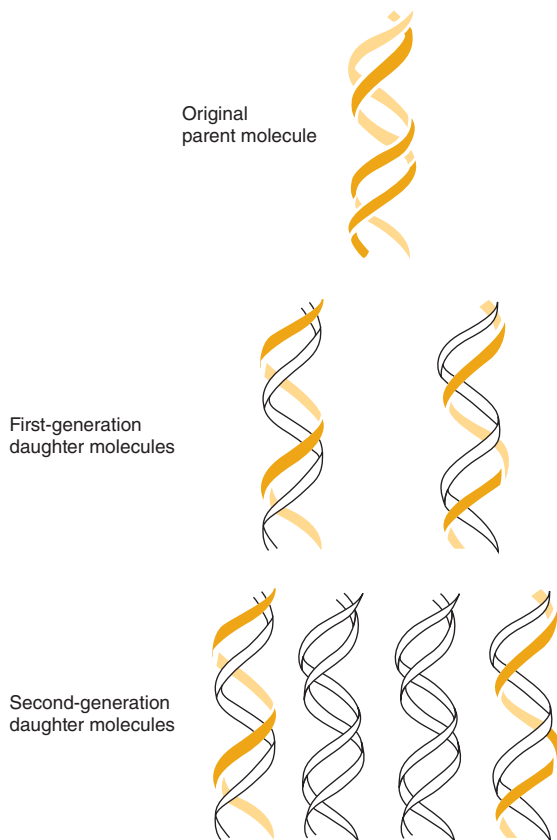 Original
parent molecule
First-generation
daughter molecules
Second-generation
daughter molecules